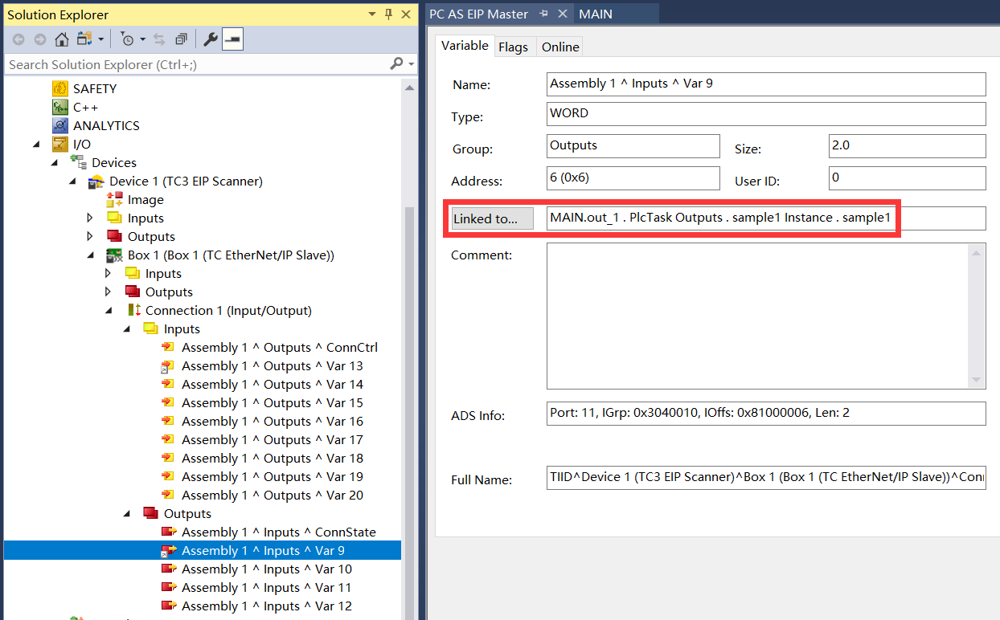 Solution Explorer
Search Solution Explorer (Ctrl+;)
SAFETY
C++
ANALYTICS
I/O
Devices
Device 1 (TC3 EIP Scanner)
Image
Inputs
Outputs
Box 1 (Box 1 (TC EtherNet/IP Slave))
Inputs
Outputs
Connection 1 (Input/Output)
Inputs
Assembly 1 ^ Outputs ^ ConnCtrl
Assembly 1 ^ Outputs ^ Var 13
Assembly 1 ^ Outputs ^ Var 14
Assembly 1 ^ Outputs ^ Var 15
Assembly 1 ^ Outputs ^ Var 16
Assembly 1 ^ Outputs ^ Var 17
Assembly 1 ^ Outputs ^ Var 18
Assembly 1 ^ Outputs ^ Var 19
Assembly 1 ^ Outputs ^ Var 20
Outputs
Assembly 1 ^ Inputs ^ ConnState
Assembly 1 ^ Inputs ^ Var 9
Assembly 1 ^ Inputs ^ Var 10
Assembly 1 ^ Inputs ^ Var 11
Assembly 1 ^ Inputs ^ Var 12
PC AS EIP Master MAIN
Variable Flags Online
Name: Assembly 1 ^ Inputs ^ Var 9
Type: WORD
Group: Outputs Size: 2.0
Address: 6 (0x6) User ID: 0
Linked to... MAIN.out_1 . PlcTask Outputs . sample1 Instance . sample1
Comment:
ADS Info: Port: 11, IGrp: 0x3040010, IOffs: 0x81000006, Len: 2
Full Name: TIID^Device 1 (TC3 EIP Scanner)^Box 1 (Box 1 (TC EtherNet/IP Slave))^Con